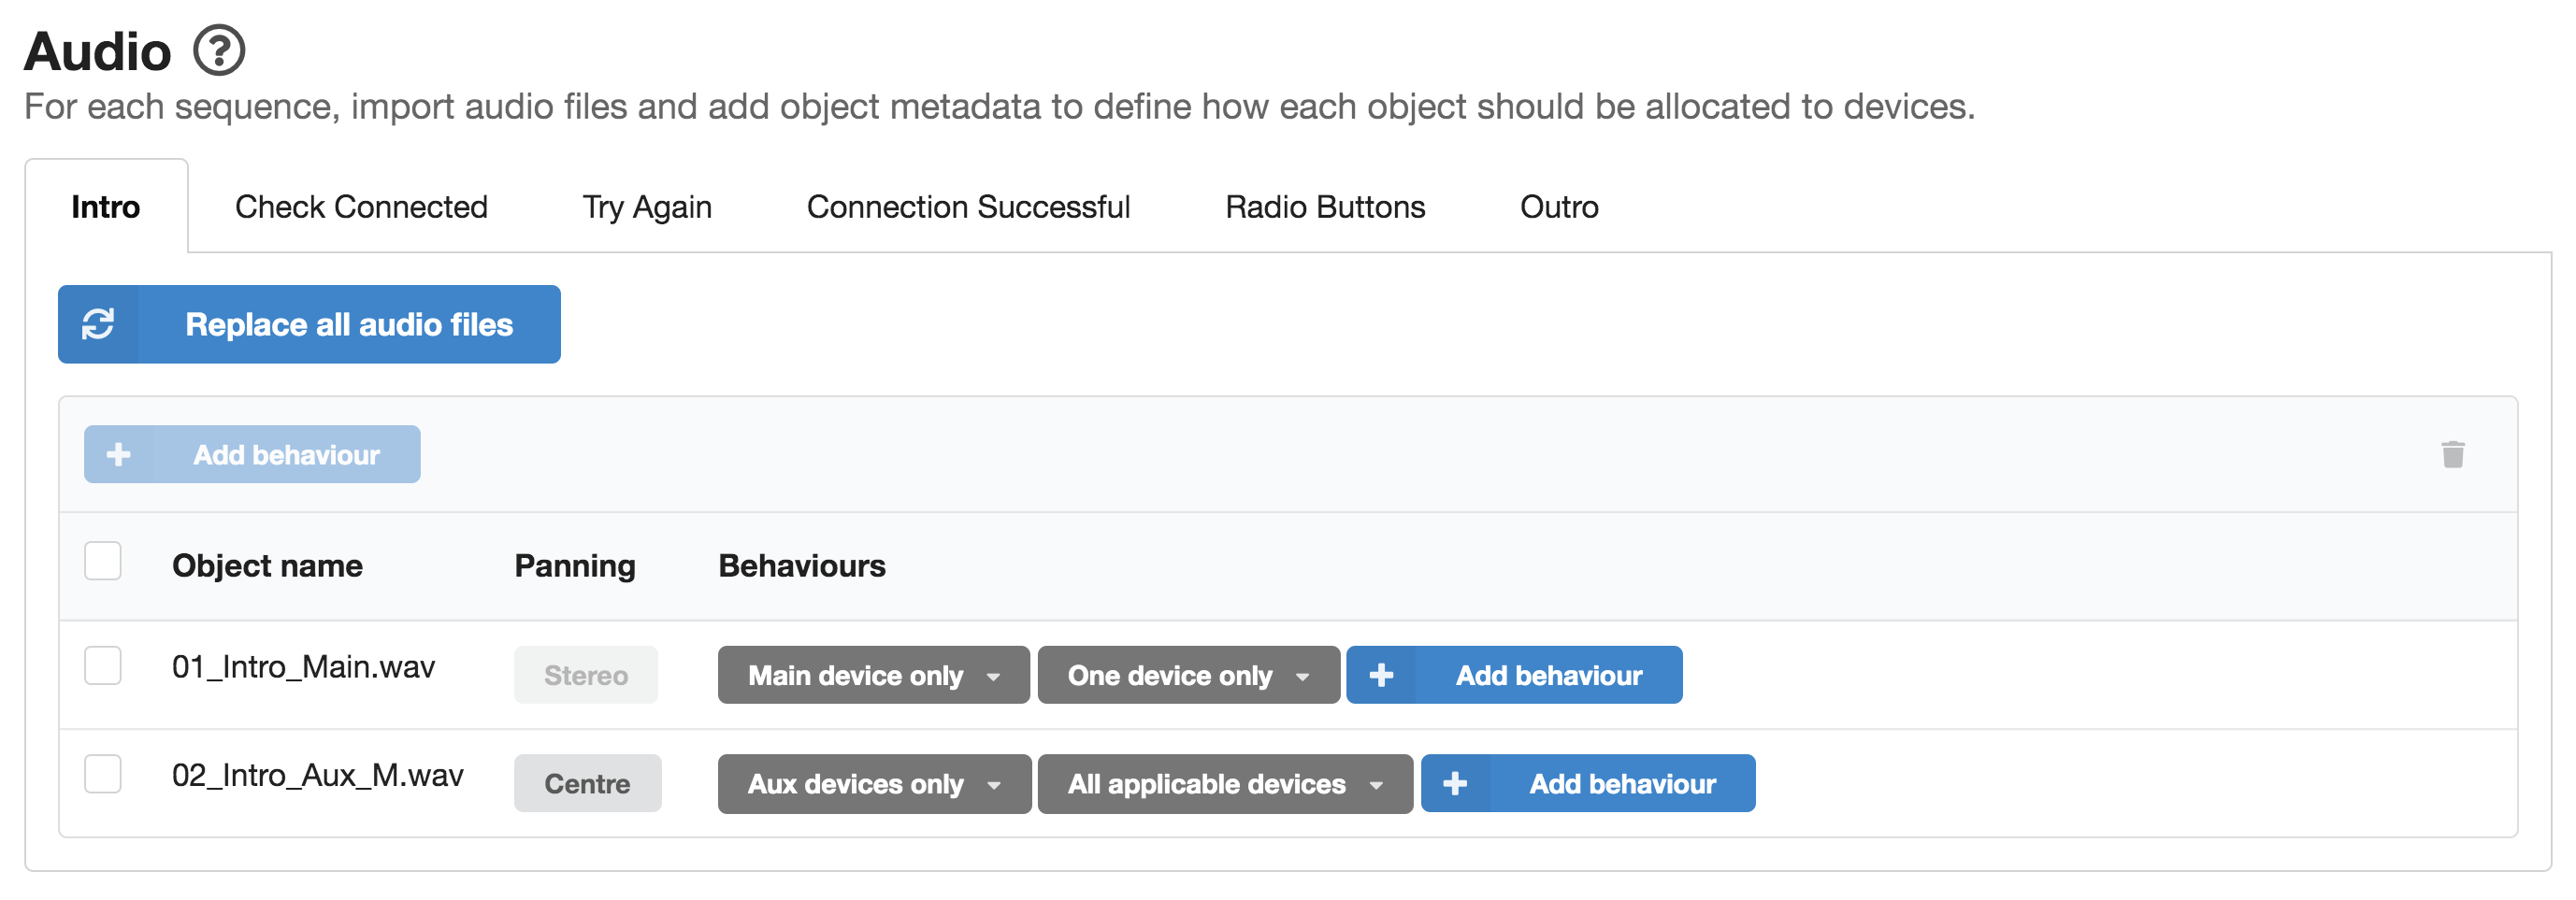 Audio
For each sequence, import audio files and add object metadata to define how each object should be allocated to devices.
Intro Check Connected Try Again Connection Successful Radio Buttons Outro
Replace all audio files
Add behaviour
Object name Panning Behaviours
01_Intro_Main.wav Stereo Main device only One device only Add behaviour
02_Intro_Aux_M.wav Centre Aux devices only All applicable devices Add behaviour